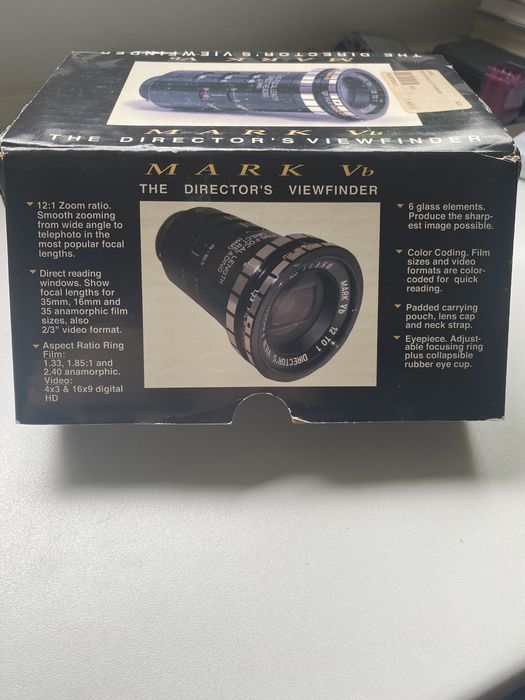 THE DIRECTOR'S VIEWFINDER
MARK Vb
MARK Vb
THE DIRECTOR'S VIEWFINDER
MARK Vb
THE DIRECTOR'S VIEWFINDER
12:1 Zoom ratio.
Smooth zooming
from wide angle to
telephoto in the
most popular focal
lengths.
Direct reading
windows. Show
focal lengths for
35mm, 16mm and
35 anamorphic film
sizes, also
2/3" video format.
Aspect Ratio Ring
Film:
1.33, 1.85:1 and
2.40 anamorphic.
Video:
4x3 & 16x9 digital
HD
FOCAL LENGTH
READING
MARK Vb 12 TO 1 DIRECTOR'S
6 glass elements.
Produce the sharp-
est image possible.
Color Coding. Film
sizes and video
formats are color-
coded for quick
reading.
Padded carrying
pouch, lens cap
and neck strap.
Eyepiece. Adjust-
able focusing ring
plus collapsible
rubber eye cup.